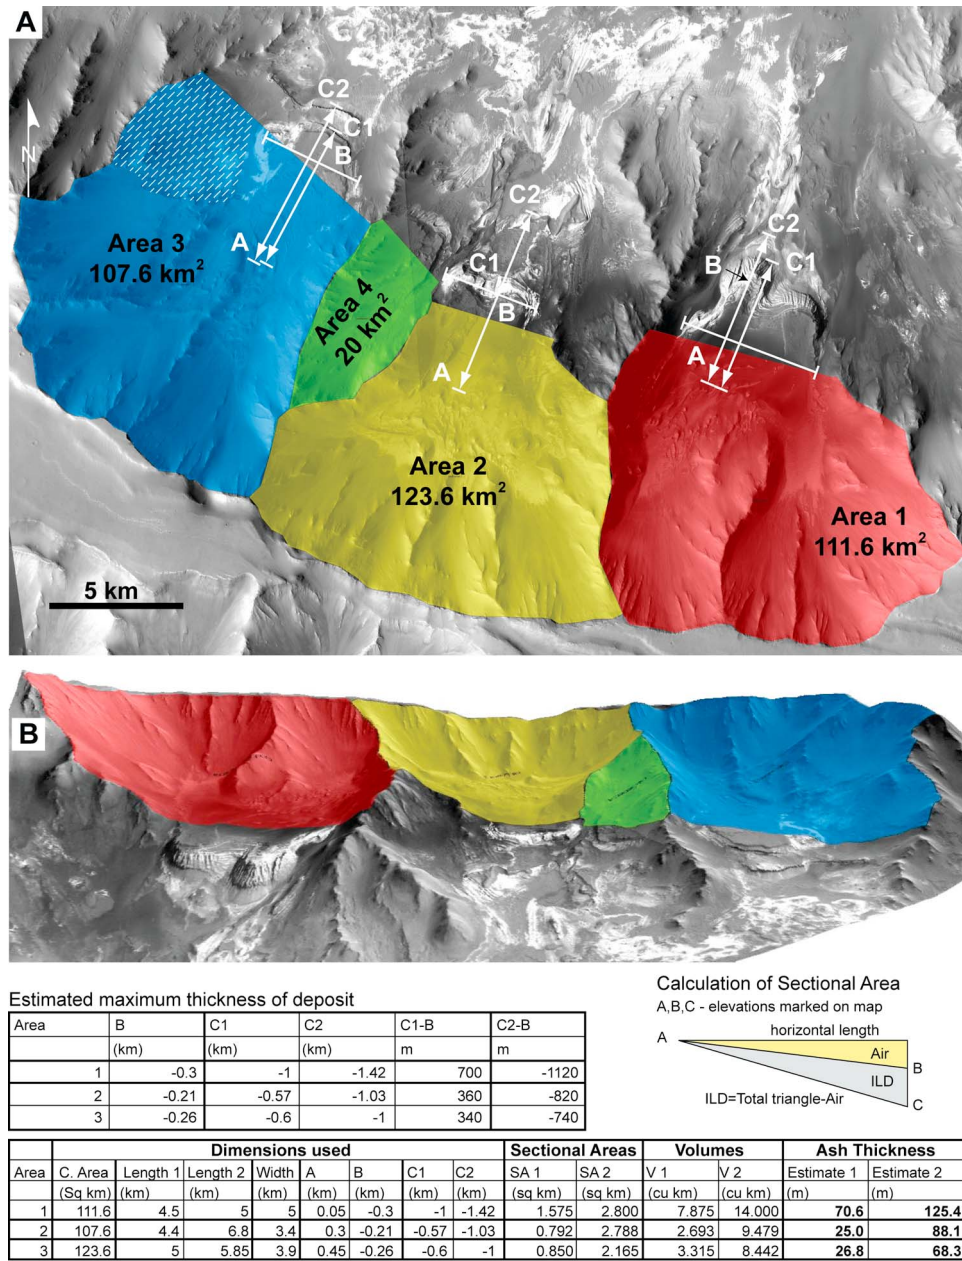 A
N
C2
C1
B
A
Area 3
107.6 km²
Area 4
20 km²
C2
C1
B
A
Area 2
123.6 km²
C2
C1
B
A
Area 1
111.6 km²
5 km
B
Estimated maximum thickness of deposit
Area B C1 C2 C1-B C2-B
(km) (km) (km) m m
1 -0.3 -1 -1.42 700 -1120
2 -0.21 -0.57 -1.03 360 -820
3 -0.26 -0.6 -1 340 -740
Calculation of Sectional Area
A,B,C - elevations marked on map
horizontal length
A
Air
B
ILD
C
ILD=Total triangle-Air
Dimensions used Sectional Areas Volumes Ash Thickness
Area C. Area Length 1 Length 2 Width A B C1 C2 SA 1 SA 2 V 1 V 2 Estimate 1 Estimate 2
(Sq km) (km) (km) (km) (km) (km) (km) (km) (sq km) (sq km) (cu km) (cu km) (m) (m)
1 111.6 4.5 5 5 0.05 -0.3 -1 -1.42 1.575 2.800 7.875 14.000 70.6 125.4
2 107.6 4.4 6.8 3.4 0.3 -0.21 -0.57 -1.03 0.792 2.788 2.693 9.479 25.0 88.1
3 123.6 5 5.85 3.9 0.45 -0.26 -0.6 -1 0.850 2.165 3.315 8.442 26.8 68.3